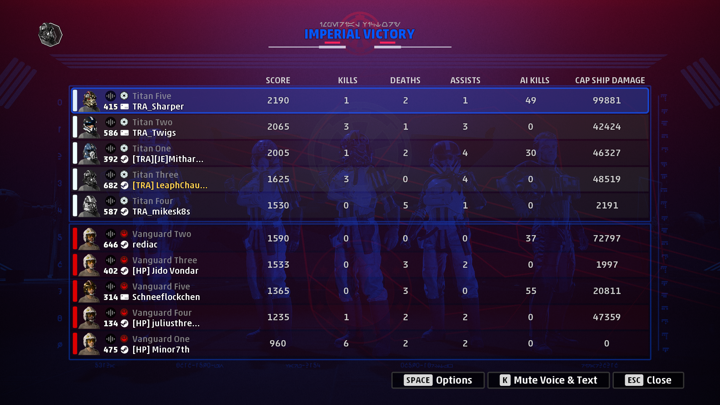 IMPERIAL VICTORY
SCORE KILLS DEATHS ASSISTS AI KILLS CAP SHIP DAMAGE
Titan Five
415 TRA_Sharper 2190 1 2 1 49 99881
Titan Two
586 TRA_Twigs 2065 3 1 3 0 42424
Titan One
392 [TRA][JE]Mithar... 2005 1 2 4 30 46327
Titan Three
682 [TRA] LeaphChau... 1625 3 0 4 0 48519
Titan Four
587 TRA_mikesk8s 1530 0 5 1 0 2191
Vanguard Two
646 rediac 1590 0 0 0 37 72797
Vanguard Three
402 [HP] Jido Vondar 1533 0 3 2 0 1997
Vanguard Five
314 Schneeflockchen 1365 0 3 0 55 20811
Vanguard Four
134 [HP] juliusthre... 1235 1 2 2 0 47359
Vanguard One
475 [HP] Minor7th 960 6 2 2 0 0
SPACE Options K Mute Voice & Text ESC Close